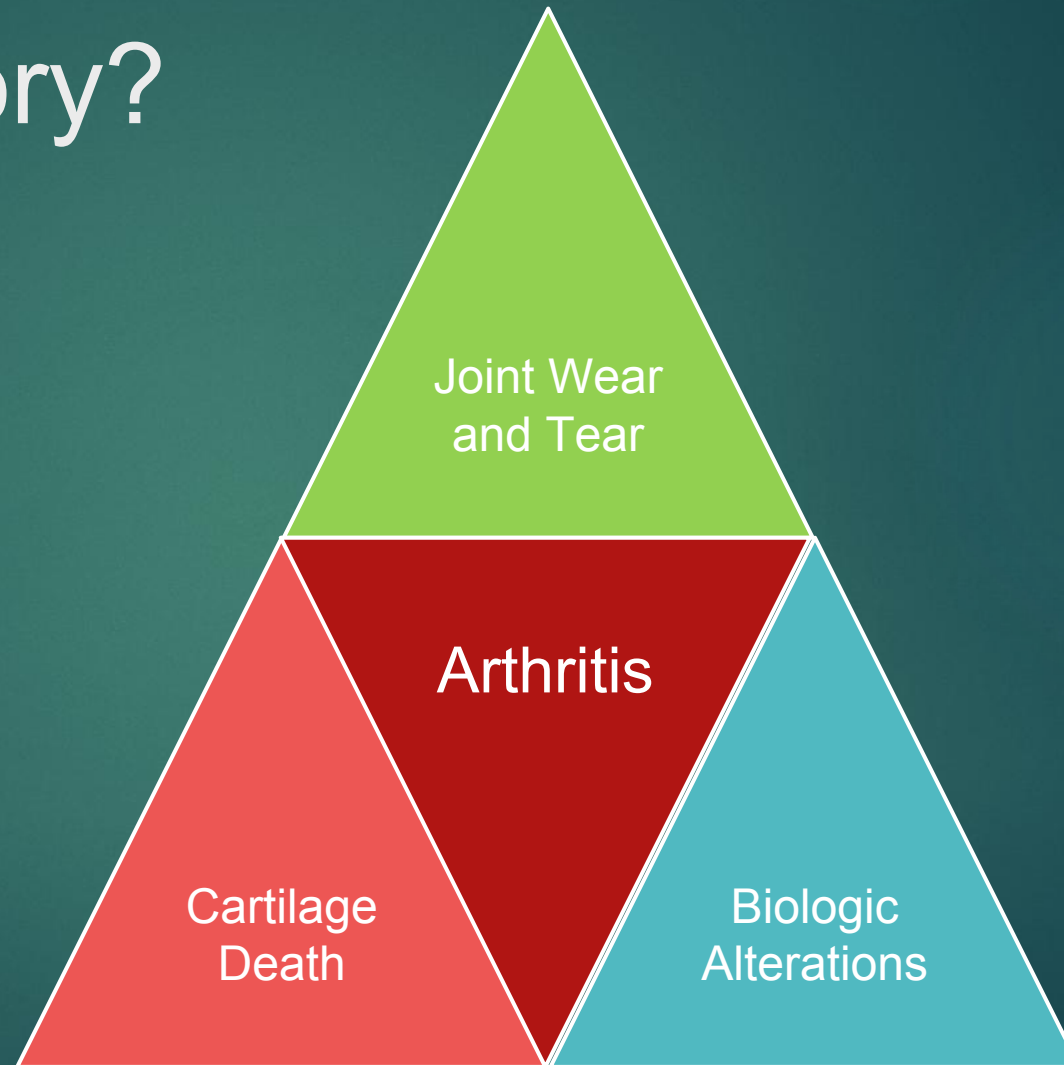 ory?
Joint Wear
and Tear
Arthritis
Cartilage
Death
Biologic
Alterations